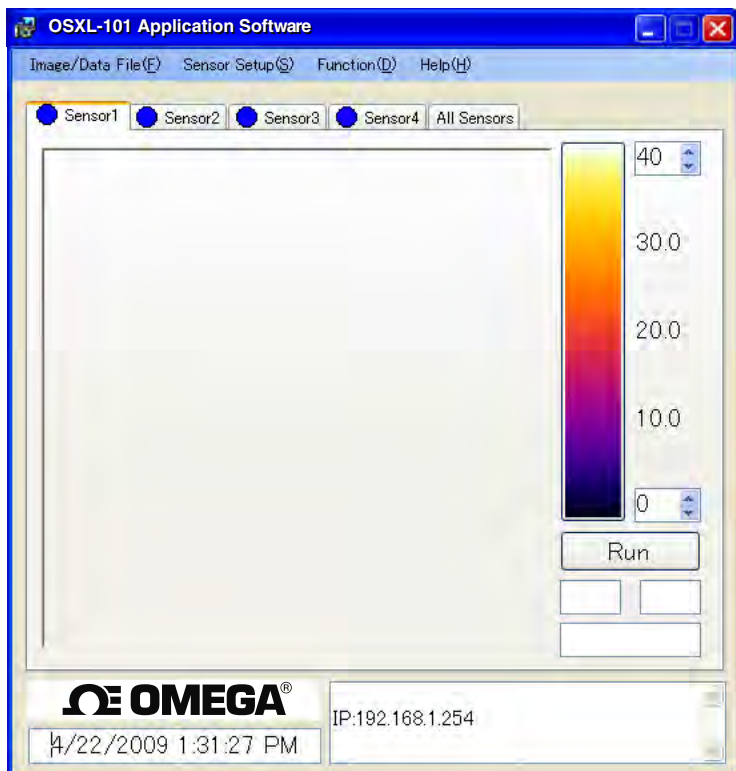 OSXL-101 Application Software
Image/Data File(F) Sensor Setup(S) Function(D) Help(H)
Sensor1 Sensor2 Sensor3 Sensor4 All Sensors
40
30.0
20.0
10.0
0
Run
OMEGA®
IP:192.168.1.254
4/22/2009 1:31:27 PM